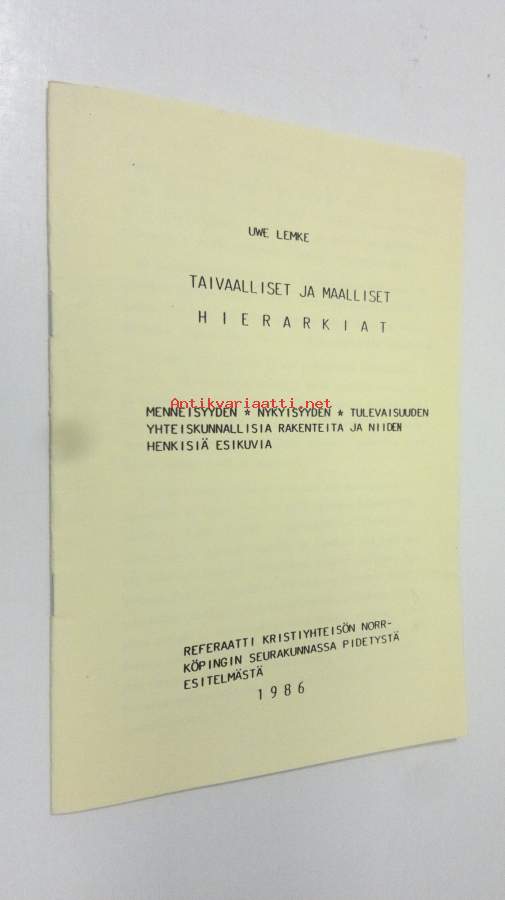 UWE LEMKE
TAIVAALLISET JA MAALLISET
HIERARKIAT
Antikvariaatti.net
MENNEISYYDEN * NYKYISYYDEN * TULEVAISUUDEN
YHTEISKUNNALLISIA RAKENTEITA JA NIIDEN
HENKISIÄ ESIKUVIA
REFERAATTI KRISTIYHTEISÖN NORR-
KÖPINGIN SEURAKUNNASSA PIDETYSTÄ
ESITELMÄSTÄ
1986